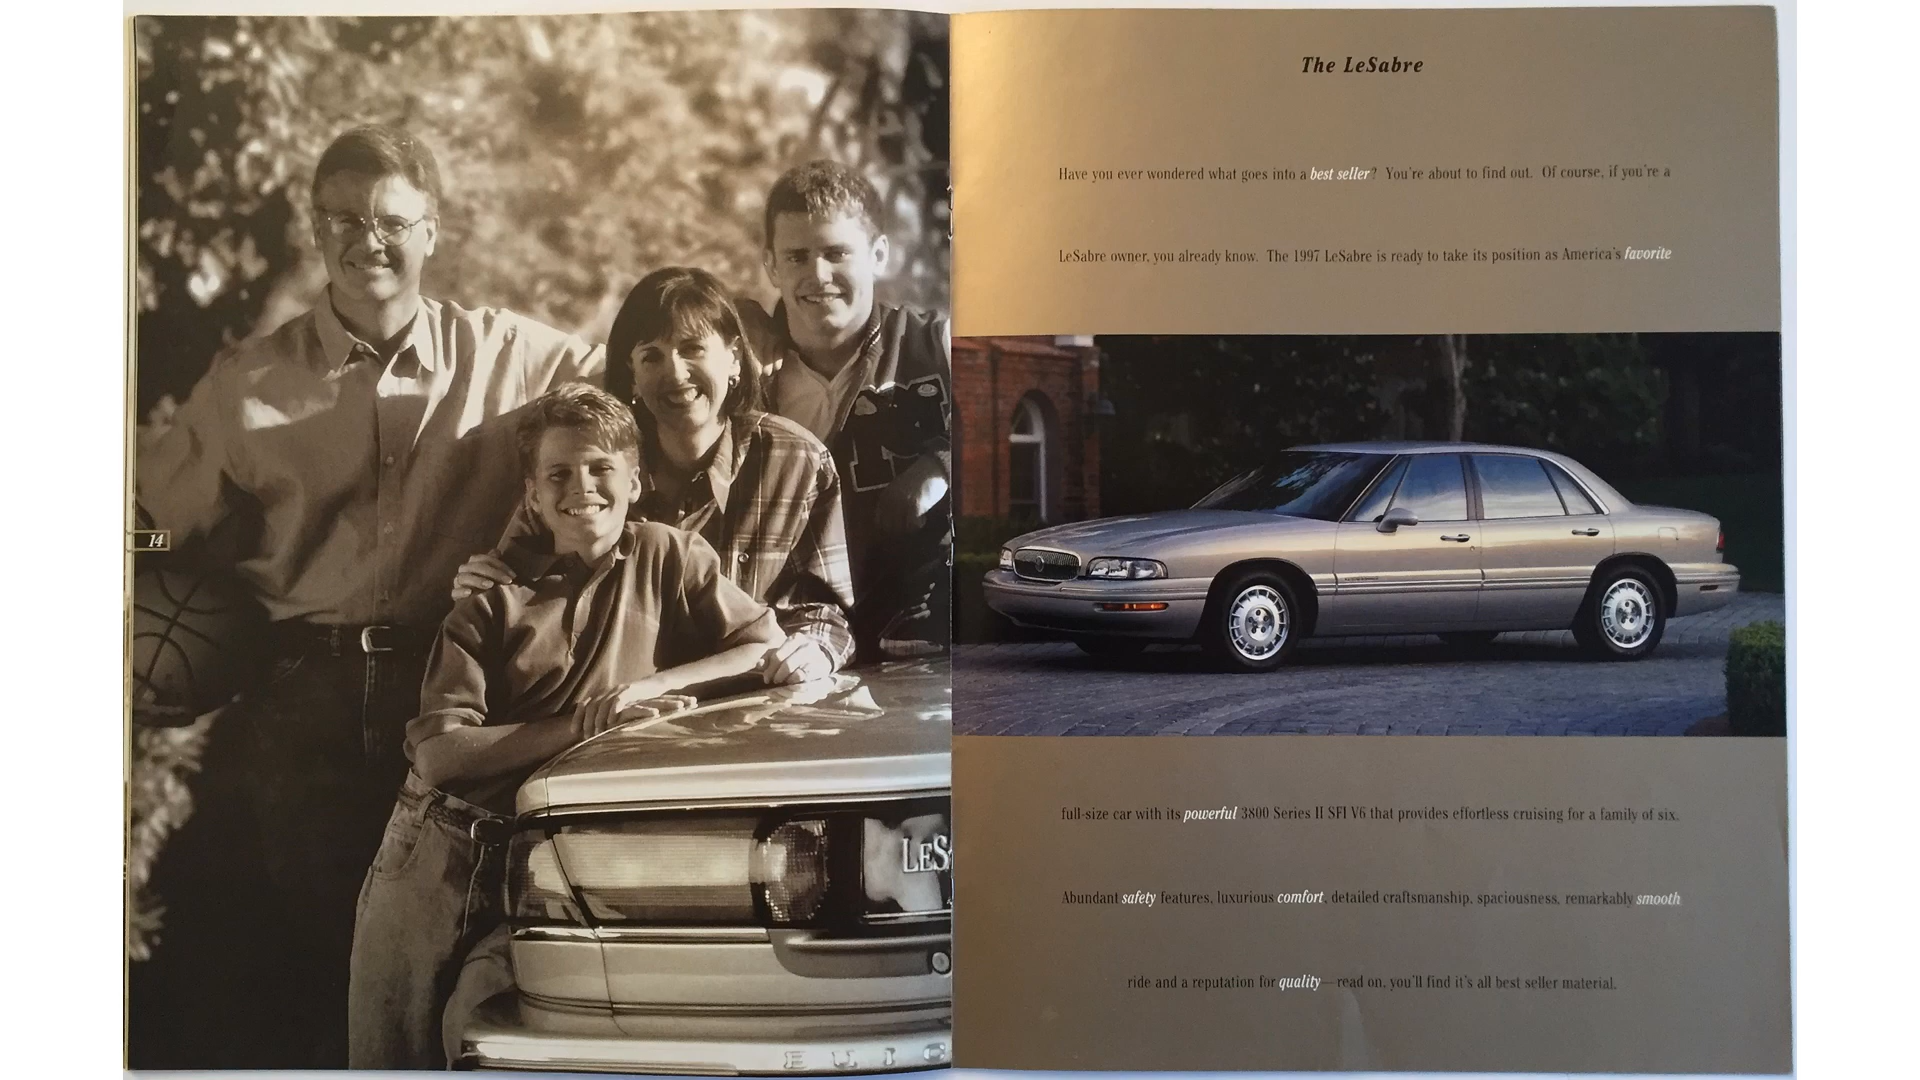 14
LES
BUIC
The LeSabre
Have you ever wondered what goes into a best seller? You're about to find out. Of course, if you're a
LeSabre owner, you already know. The 1997 LeSabre is ready to take its position as America's favorite
full-size car with its powerful 3800 Series II SFI V6 that provides effortless cruising for a family of six.
Abundant safety features, luxurious comfort, detailed craftsmanship, spaciousness, remarkably smooth
ride and a reputation for quality—read on, you'll find it's all best seller material.